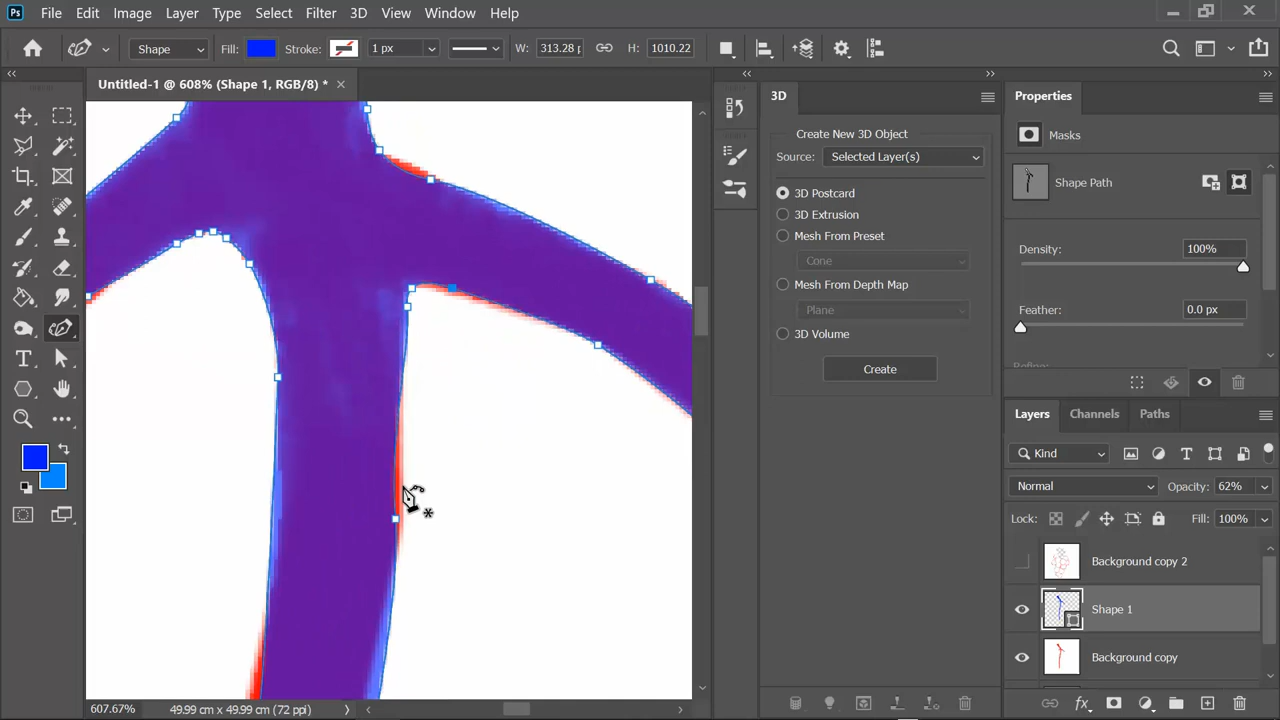 Ps File Edit Image Layer Type Select Filter 3D View Window Help
Shape Fill: Stroke: 1 px W: 313.28 p H: 1010.22
Untitled-1 @ 608% (Shape 1, RGB/8) *
3D
Create New 3D Object
Source: Selected Layer(s)
3D Postcard
3D Extrusion
Mesh From Preset
Cone
Mesh From Depth Map
Plane
3D Volume
Create
Properties
Masks
Shape Path
Density: 100%
Feather: 0.0 px
Layers Channels Paths
Kind
Normal Opacity: 62%
Lock: Fill: 100%
Background copy 2
Shape 1
Background copy
fx
607.67% 49.99 cm x 49.99 cm (72 ppi)